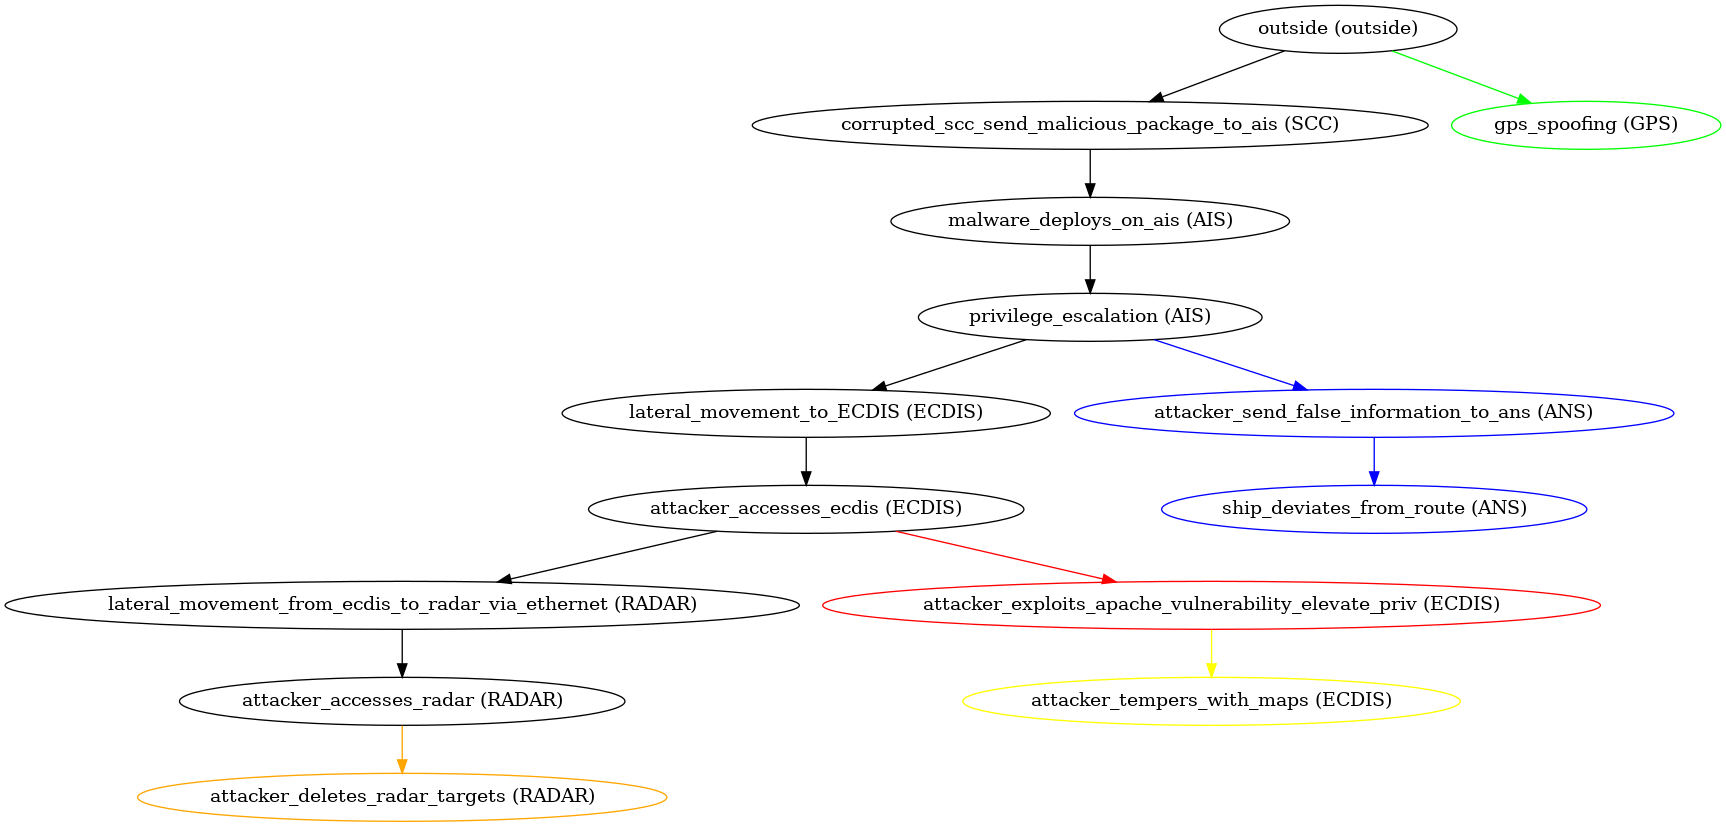 outside (outside)
corrupted_scc_send_malicious_package_to_ais (SCC)
gps_spoofing (GPS)
malware_deploys_on_ais (AIS)
privilege_escalation (AIS)
lateral_movement_to_ECDIS (ECDIS)
attacker_send_false_information_to_ans (ANS)
attacker_accesses_ecdis (ECDIS)
ship_deviates_from_route (ANS)
lateral_movement_from_ecdis_to_radar_via_ethernet (RADAR)
attacker_exploits_apache_vulnerability_elevate_priv (ECDIS)
attacker_accesses_radar (RADAR)
attacker_tempers_with_maps (ECDIS)
attacker_deletes_radar_targets (RADAR)